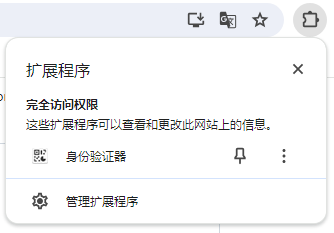 扩展程序
完全访问权限
这些扩展程序可以查看和更改此网站上的信息。
身份验证器
管理扩展程序